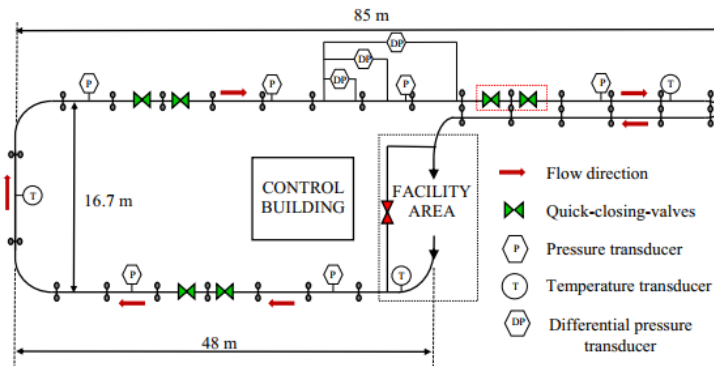 85 m
DP
DP
DP
P
P
P
P
T
16.7 m
T
CONTROL
BUILDING
FACILITY
AREA
P
P
T
48 m
Flow direction
Quick-closing-valves
P
Pressure transducer
T
Temperature transducer
DP
Differential pressure
transducer